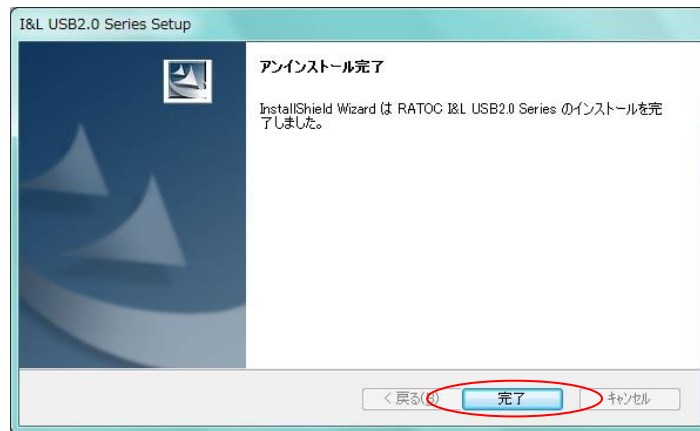 I&L USB2.0 Series Setup
アンインストール完了
InstallShield Wizard は RATOC I&L USB2.0 Series のインストールを完
了しました。
< 戻る(B) 完了 キャンセル